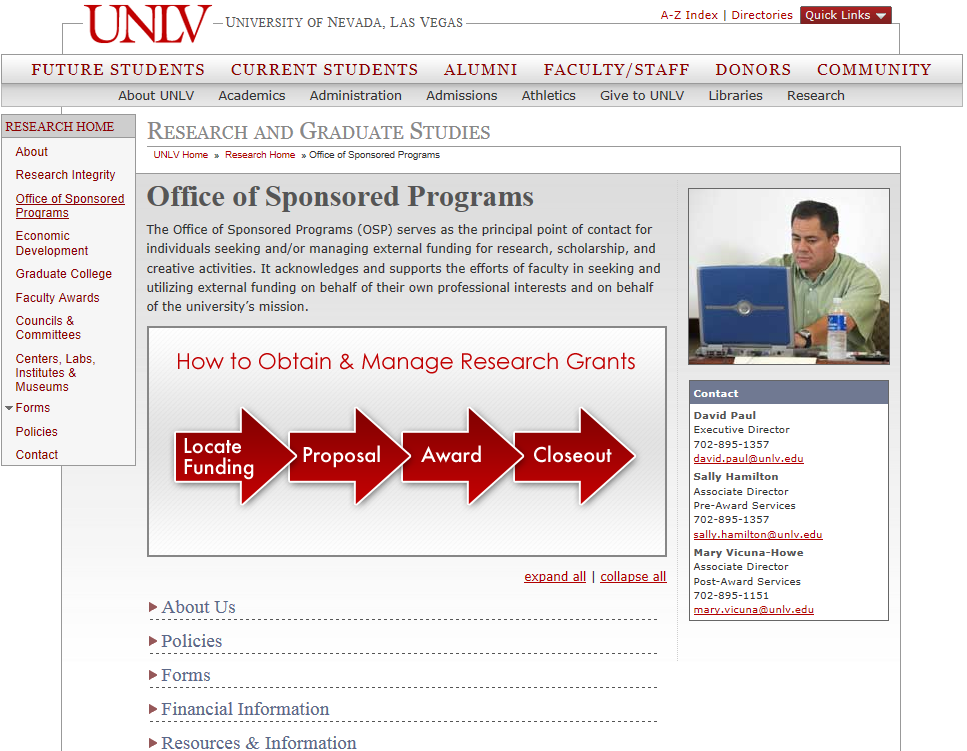 UNLV
UNIVERSITY OF NEVADA, LAS VEGAS
A-Z Index | Directories
Quick Links
FUTURE STUDENTS CURRENT STUDENTS ALUMNI FACULTY/STAFF DONORS COMMUNITY
About UNLV Academics Administration Admissions Athletics Give to UNLV Libraries Research
RESEARCH HOME
About
Research Integrity
Office of Sponsored
Programs
Economic
Development
Graduate College
Faculty Awards
Councils &
Committees
Centers, Labs,
Institutes &
Museums
Forms
Policies
Contact
RESEARCH AND GRADUATE STUDIES
UNLV Home » Research Home » Office of Sponsored Programs
Office of Sponsored Programs
The Office of Sponsored Programs (OSP) serves as the principal point of contact for
individuals seeking and/or managing external funding for research, scholarship, and
creative activities. It acknowledges and supports the efforts of faculty in seeking and
utilizing external funding on behalf of their own professional interests and on behalf
of the university's mission.
How to Obtain & Manage Research Grants
Locate
Funding
Proposal
Award
Closeout
expand all | collapse all
About Us
Policies
Forms
Financial Information
Resources & Information
Contact
David Paul
Executive Director
702-895-1357
david.paul@unlv.edu
Sally Hamilton
Associate Director
Pre-Award Services
702-895-1357
sally.hamilton@unlv.edu
Mary Vicuna-Howe
Associate Director
Post-Award Services
702-895-1151
mary.vicuna@unlv.edu